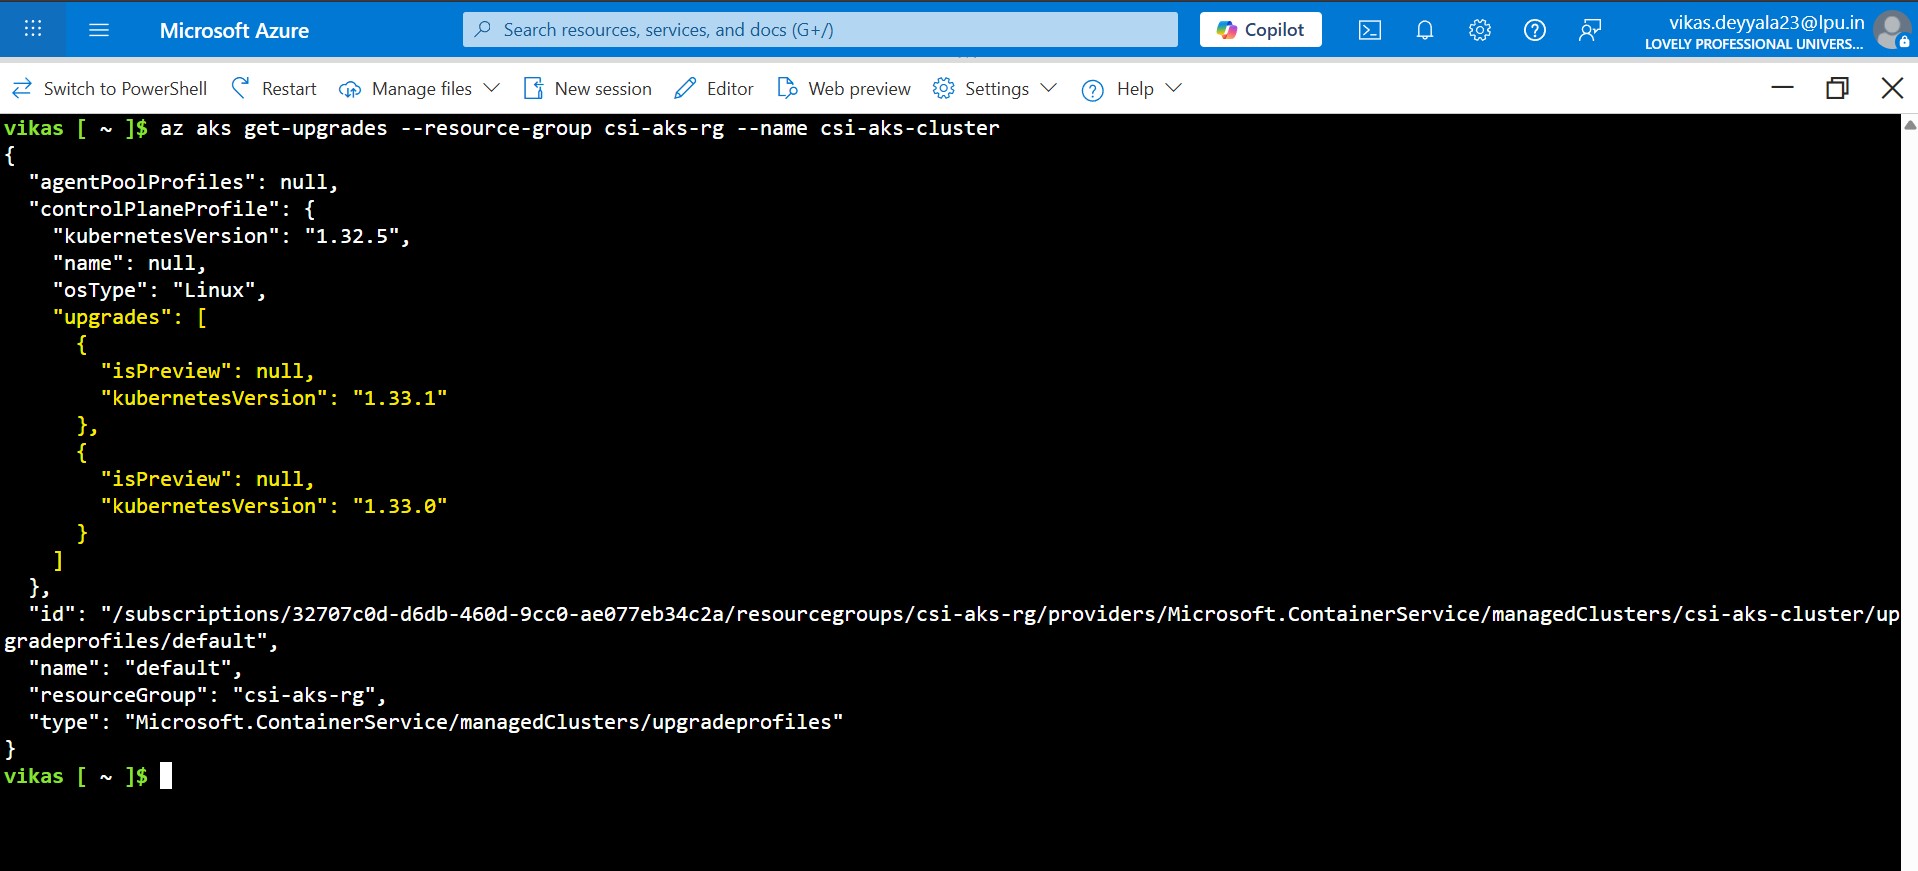 Microsoft Azure
Search resources, services, and docs (G+/)
Copilot
vikas.deyyala23@lpu.in
LOVELY PROFESSIONAL UNIVERS...
Switch to PowerShell Restart Manage files New session Editor Web preview Settings Help
vikas [ ~ ]$ az aks get-upgrades --resource-group csi-aks-rg --name csi-aks-cluster
{
  "agentPoolProfiles": null,
  "controlPlaneProfile": {
    "kubernetesVersion": "1.32.5",
    "name": null,
    "osType": "Linux",
    "upgrades": [
      {
        "isPreview": null,
        "kubernetesVersion": "1.33.1"
      },
      {
        "isPreview": null,
        "kubernetesVersion": "1.33.0"
      }
    ]
  },
  "id": "/subscriptions/32707c0d-d6db-460d-9cc0-ae077eb34c2a/resourcegroups/csi-aks-rg/providers/Microsoft.ContainerService/managedClusters/csi-aks-cluster/up
gradeprofiles/default",
  "name": "default",
  "resourceGroup": "csi-aks-rg",
  "type": "Microsoft.ContainerService/managedClusters/upgradeprofiles"
}
vikas [ ~ ]$